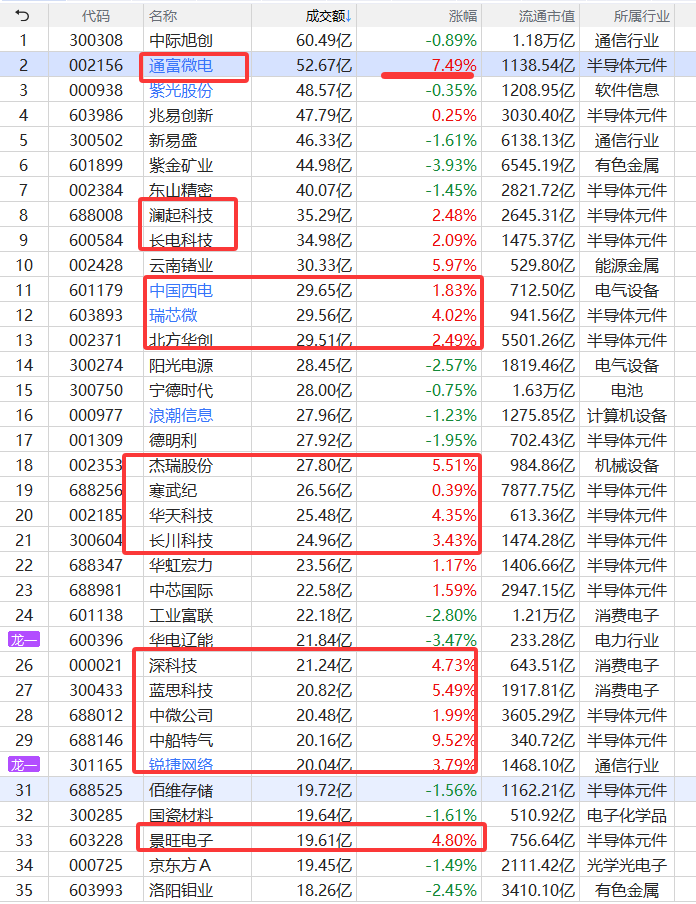 代码 名称 成交额↓ 涨幅 流通市值 所属行业
1 300308 中际旭创 60.49亿 -0.89% 1.18万亿 通信行业
2 002156 通富微电 52.67亿 7.49% 1138.54亿 半导体元件
3 000938 紫光股份 48.57亿 -0.35% 1208.95亿 软件信息
4 603986 兆易创新 47.79亿 0.25% 3030.40亿 半导体元件
5 300502 新易盛 46.33亿 -1.61% 6138.13亿 通信行业
6 601899 紫金矿业 44.98亿 -3.93% 6545.19亿 有色金属
7 002384 东山精密 40.07亿 -1.45% 2821.72亿 半导体元件
8 688008 澜起科技 35.29亿 2.48% 2645.31亿 半导体元件
9 600584 长电科技 34.98亿 2.09% 1475.37亿 半导体元件
10 002428 云南锗业 30.33亿 5.97% 529.80亿 能源金属
11 601179 中国西电 29.65亿 1.83% 712.50亿 电气设备
12 603893 瑞芯微 29.56亿 4.02% 941.56亿 半导体元件
13 002371 北方华创 29.51亿 2.49% 5501.26亿 半导体元件
14 300274 阳光电源 28.45亿 -2.57% 1819.46亿 电气设备
15 300750 宁德时代 28.00亿 -0.75% 1.63万亿 电池
16 000977 浪潮信息 27.96亿 -1.23% 1275.85亿 计算机设备
17 001309 德明利 27.92亿 -1.95% 702.43亿 半导体元件
18 002353 杰瑞股份 27.80亿 5.51% 984.86亿 机械设备
19 688256 寒武纪 26.56亿 0.39% 7877.75亿 半导体元件
20 002185 华天科技 25.48亿 4.35% 613.36亿 半导体元件
21 300604 长川科技 24.96亿 3.43% 1474.28亿 半导体元件
22 688347 华虹宏力 23.56亿 1.17% 1406.66亿 半导体元件
23 688981 中芯国际 22.58亿 1.59% 2947.15亿 半导体元件
24 601138 工业富联 22.18亿 -2.80% 1.21万亿 消费电子
龙一 600396 华电辽能 21.84亿 -3.47% 233.28亿 电力行业
26 000021 深科技 21.24亿 4.73% 643.51亿 消费电子
27 300433 蓝思科技 20.82亿 5.49% 1917.81亿 消费电子
28 688012 中微公司 20.48亿 1.99% 3605.29亿 半导体元件
29 688146 中船特气 20.16亿 9.52% 340.72亿 半导体元件
龙一 301165 锐捷网络 20.04亿 3.79% 1468.10亿 通信行业
31 688525 佰维存储 19.72亿 -1.56% 1162.21亿 半导体元件
32 300285 国瓷材料 19.64亿 -1.61% 510.92亿 电子化学品
33 603228 景旺电子 19.61亿 4.80% 756.64亿 半导体元件
34 000725 京东方A 19.45亿 -1.49% 2111.42亿 光学光电子
35 603993 洛阳钼业 18.26亿 -2.45% 3410.10亿 有色金属